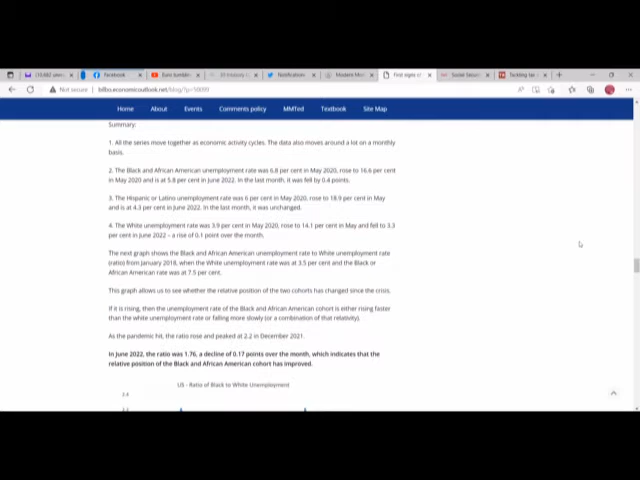 Facebook
Notifications
First signs o
Not secure
bilbo.economicoutlook.net/blog/?p=50099
Home About Events Comments policy MMTed Textbook Site Map
Summary:
1. All the series move together as economic activity cycles. The data also moves around a lot on a monthly
basis.
2. The Black and African American unemployment rate was 6.8 per cent in May 2020, rose to 16.6 per cent
in May 2020 and is at 5.8 per cent in June 2022. In the last month, it was fell by 0.4 points.
3. The Hispanic or Latino unemployment rate was 6 per cent in May 2020, rose to 18.9 per cent in May
and is at 4.3 per cent in June 2022. In the last month, it was unchanged.
4. The White unemployment rate was 3.9 per cent in May 2020, rose to 14.1 per cent in May and fell to 3.3
per cent in June 2022 – a rise of 0.1 point over the month.
The next graph shows the Black and African American unemployment rate to White unemployment rate
(ratio) from January 2018, when the White unemployment rate was at 3.5 per cent and the Black or
African American rate was at 7.5 per cent.
This graph allows us to see whether the relative position of the two cohorts has changed since the crisis.
If it is rising, then the unemployment rate of the Black and African American cohort is either rising faster
than the white unemployment rate or falling more slowly (or a combination of that relativity).
As the pandemic hit, the ratio rose and peaked at 2.2 in December 2021.
In June 2022, the ratio was 1.76, a decline of 0.17 points over the month, which indicates that the
relative position of the Black and African American cohort has improved.
US - Ratio of Black to White Unemployment
2.4